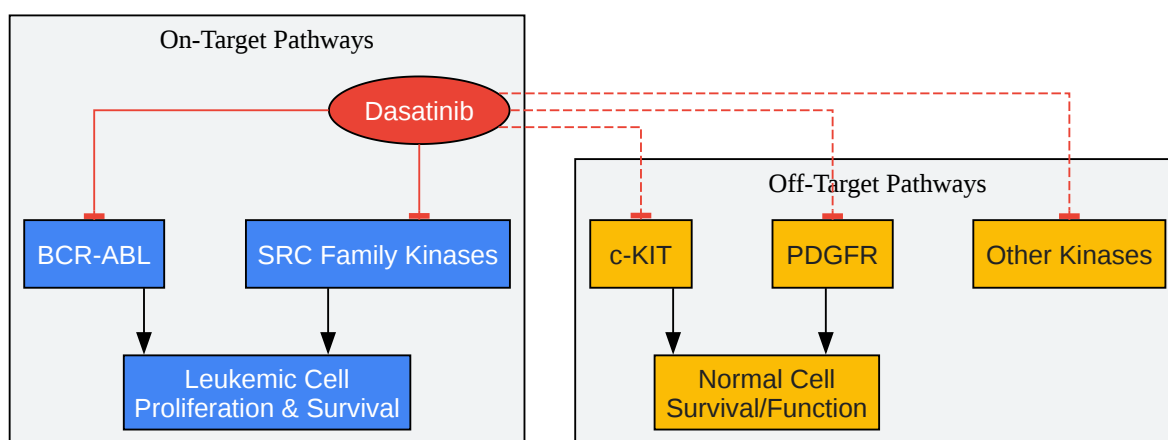 On-Target Pathways
Dasatinib
Off-Target Pathways
BCR-ABL
SRC Family Kinases
c-KIT
PDGFR
Other Kinases
Leukemic Cell
Proliferation & Survival
Normal Cell
Survival/Function